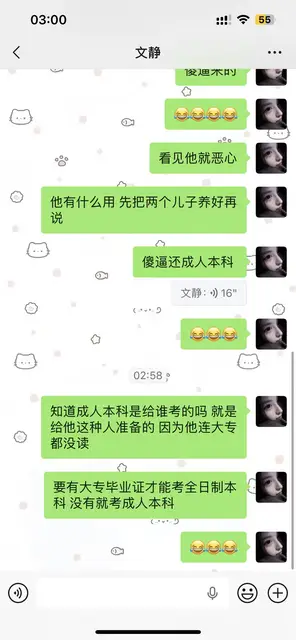 03:00
55
文静
傻逼来的
😂😂😂😂
看见他就恶心
他有什么用 先把两个儿子养好再
说
傻逼还成人本科
文静: 16"
😂😂😂
02:58
知道成人本科是给谁考的吗 就是
给他这种人准备的 因为他连大专
都没读
要有大专毕业证才能考全日制本
科 没有就考成人本科
😂😂😂